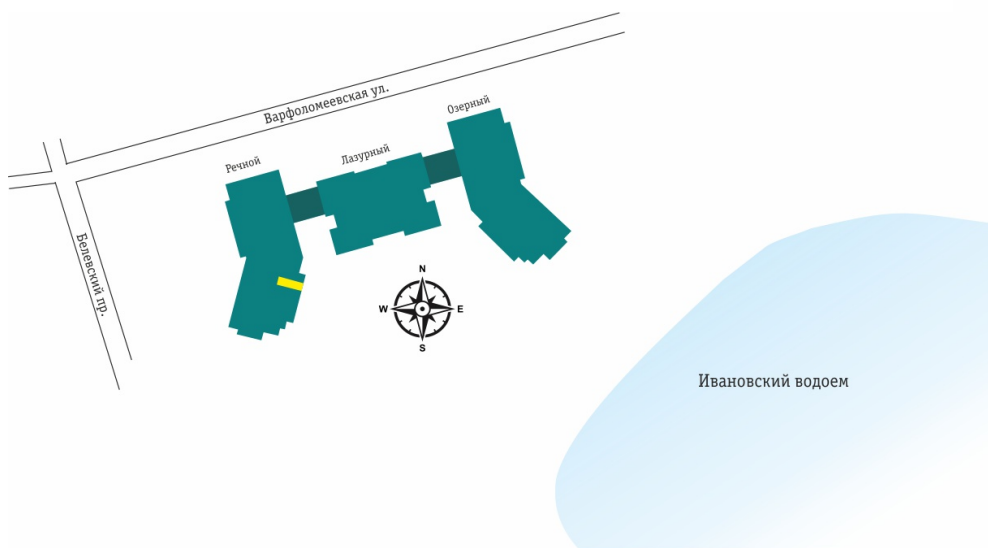 Варфоломеевская ул.
Озерный
Лазурный
Речной
Белевский пр.
N
W
E
S
Ивановский водоем